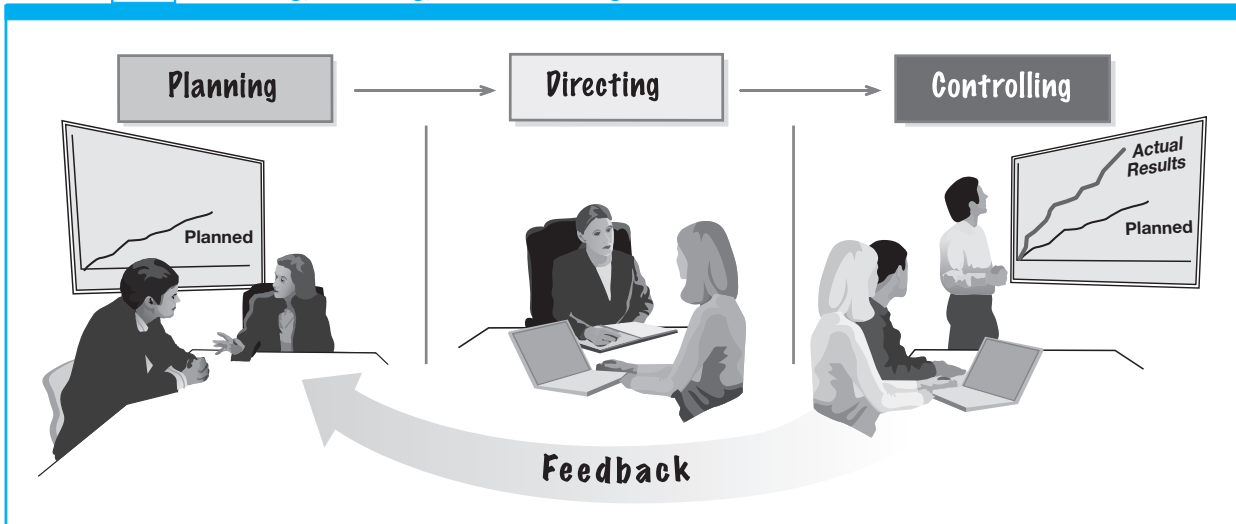 Planning
Directing
Controlling
Planned
Actual
Results
Planned
Feedback